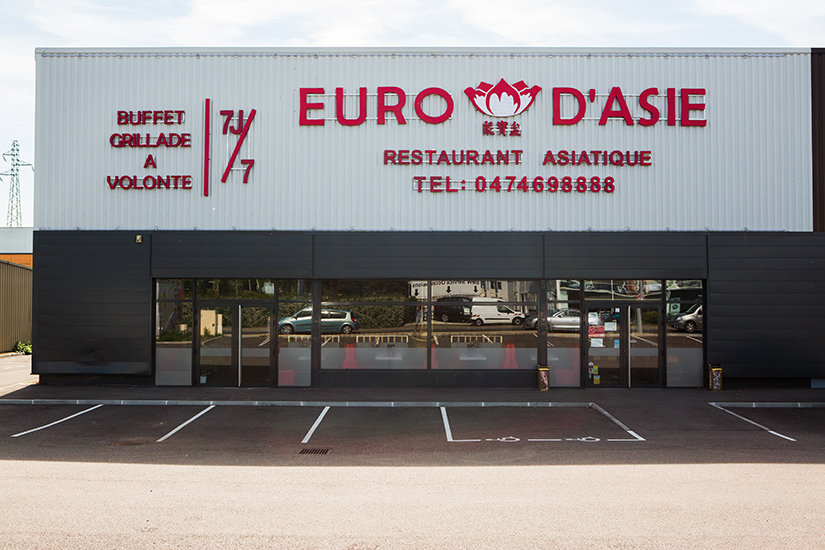 BUFFET
GRILLADE
A
VOLONTE
7J/7
EURO D'ASIE
RESTAURANT ASIATIQUE
TEL: 0474698888